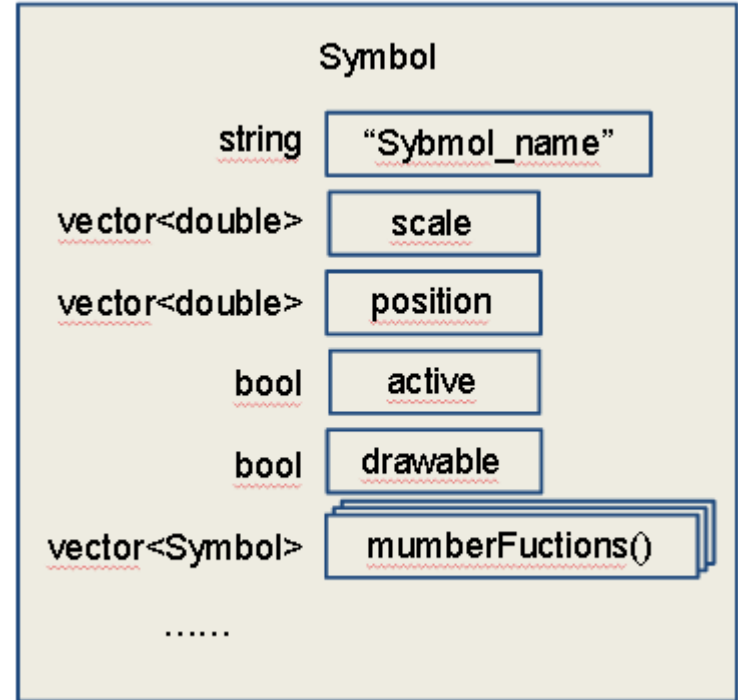 Symbol
string “Sybmol_name”
vector<double> scale
vector<double> position
bool active
bool drawable
vector<Symbol> mumberFuctions()
......